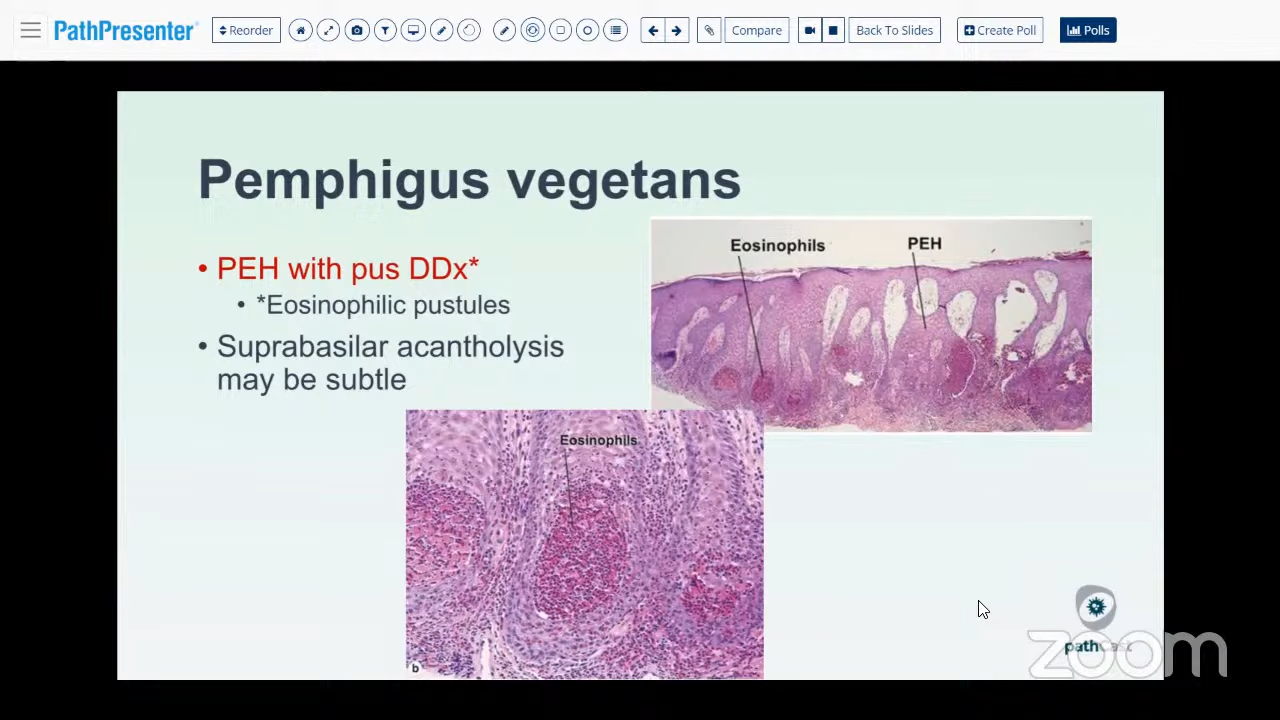 PathPresenter
Reorder
Compare
Back To Slides
Create Poll
Polls
Pemphigus vegetans
• PEH with pus DDx*
• *Eosinophilic pustules
• Suprabasilar acantholysis
may be subtle
Eosinophils
PEH
Eosinophils
b
zoom